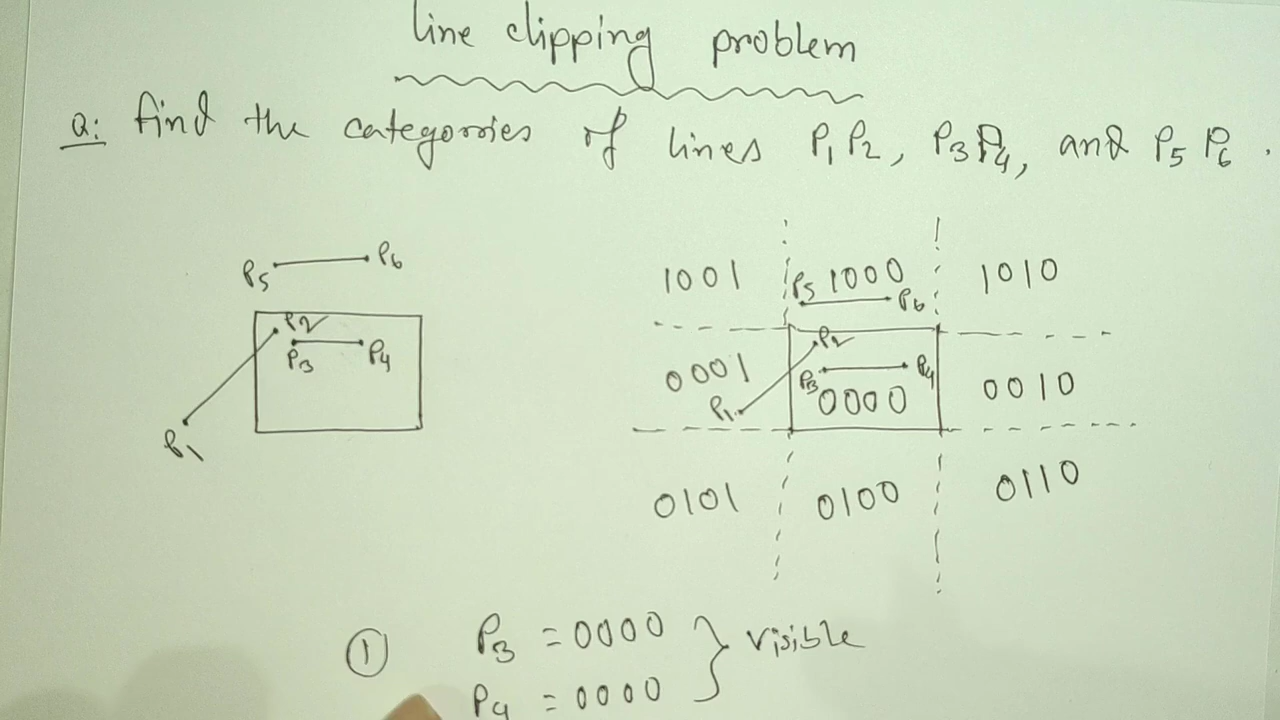 line clipping problem
Q: find the categories of lines P1P2, P3P4, and P5P6.
P5 P6
P2
P3 P4
P1
1001 1000 1010
P5 P6
P2
0001 P3 P4 0010
P1 0000
0101 0100 0110
① P3 = 0000 } visible
P4 = 0000